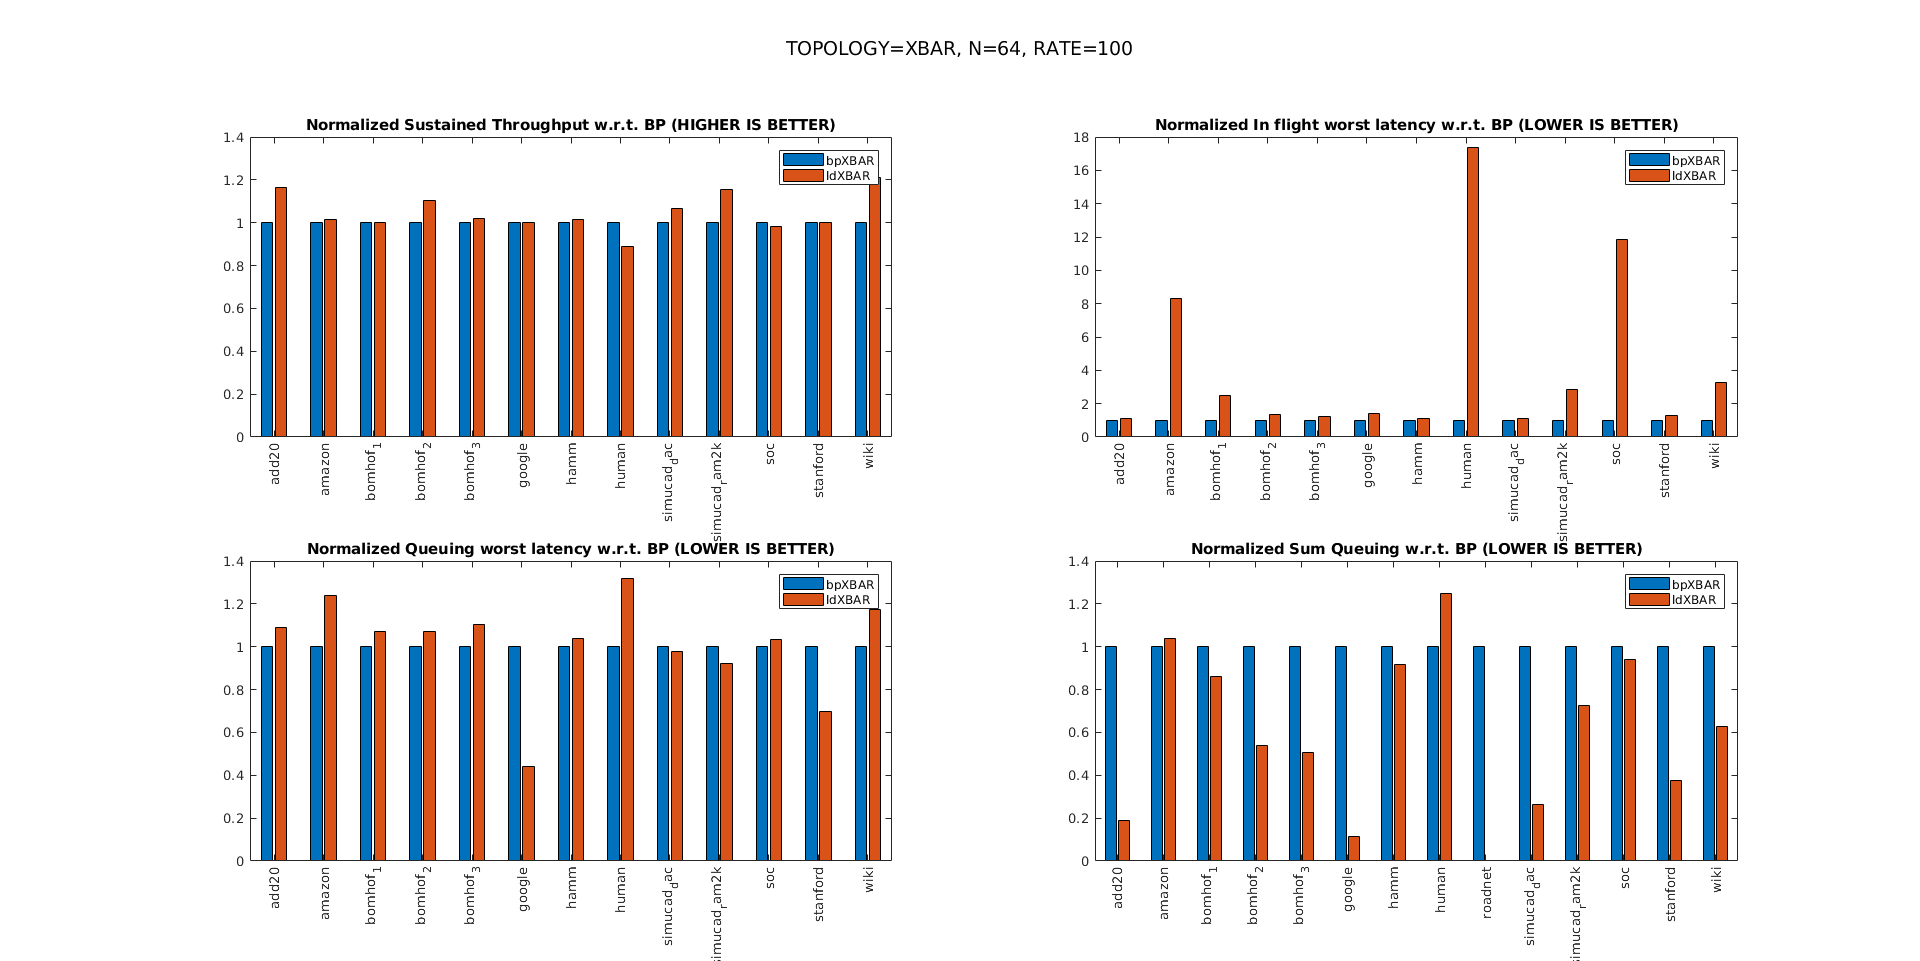 TOPOLOGY=XBAR, N=64, RATE=100
Normalized Sustained Throughput w.r.t. BP (HIGHER IS BETTER)
1.4
1.2
1
0.8
0.6
0.4
0.2
0
bpXBAR
ldXBAR
add20
amazon
bomhof1
bomhof2
bomhof3
google
hamm
human
simucaddac
simucadram2k
soc
stanford
wiki
Normalized In flight worst latency w.r.t. BP (LOWER IS BETTER)
18
16
14
12
10
8
6
4
2
0
bpXBAR
ldXBAR
add20
amazon
bomhof1
bomhof2
bomhof3
google
hamm
human
simucaddac
simucadram2k
soc
stanford
wiki
Normalized Queuing worst latency w.r.t. BP (LOWER IS BETTER)
1.4
1.2
1
0.8
0.6
0.4
0.2
0
bpXBAR
ldXBAR
add20
amazon
bomhof1
bomhof2
bomhof3
google
hamm
human
simucaddac
simucadram2k
soc
stanford
wiki
Normalized Sum Queuing w.r.t. BP (LOWER IS BETTER)
1.4
1.2
1
0.8
0.6
0.4
0.2
0
bpXBAR
ldXBAR
add20
amazon
bomhof1
bomhof2
bomhof3
google
hamm
human
roadnet
simucaddac
simucadram2k
soc
stanford
wiki